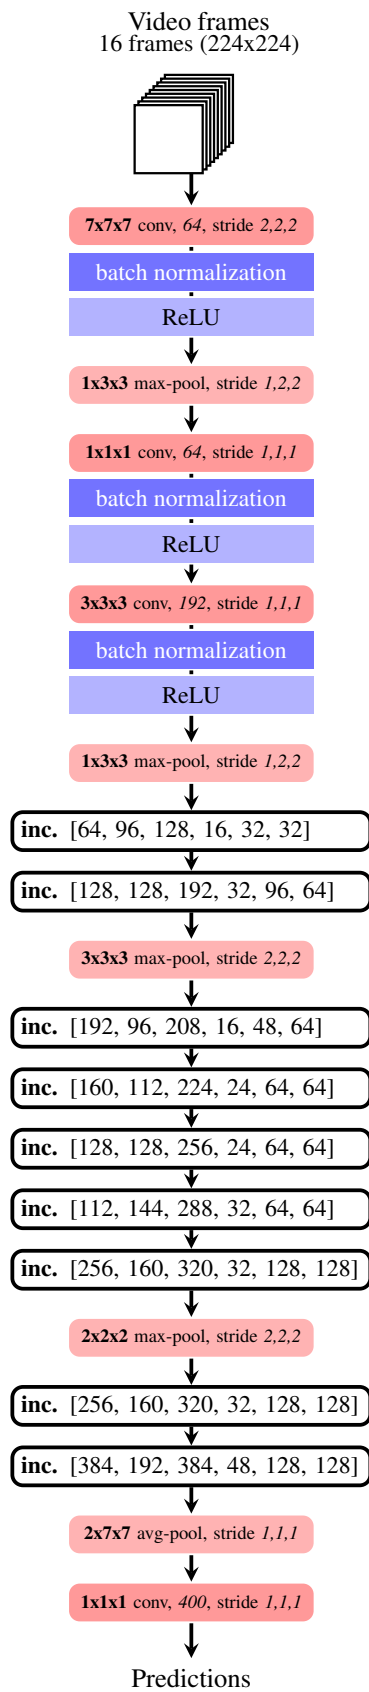 Video frames
16 frames (224x224)
7x7x7 conv, 64, stride 2,2,2
batch normalization
ReLU
1x3x3 max-pool, stride 1,2,2
1x1x1 conv, 64, stride 1,1,1
batch normalization
ReLU
3x3x3 conv, 192, stride 1,1,1
batch normalization
ReLU
1x3x3 max-pool, stride 1,2,2
inc. [64, 96, 128, 16, 32, 32]
inc. [128, 128, 192, 32, 96, 64]
3x3x3 max-pool, stride 2,2,2
inc. [192, 96, 208, 16, 48, 64]
inc. [160, 112, 224, 24, 64, 64]
inc. [128, 128, 256, 24, 64, 64]
inc. [112, 144, 288, 32, 64, 64]
inc. [256, 160, 320, 32, 128, 128]
2x2x2 max-pool, stride 2,2,2
inc. [256, 160, 320, 32, 128, 128]
inc. [384, 192, 384, 48, 128, 128]
2x7x7 avg-pool, stride 1,1,1
1x1x1 conv, 400, stride 1,1,1
Predictions